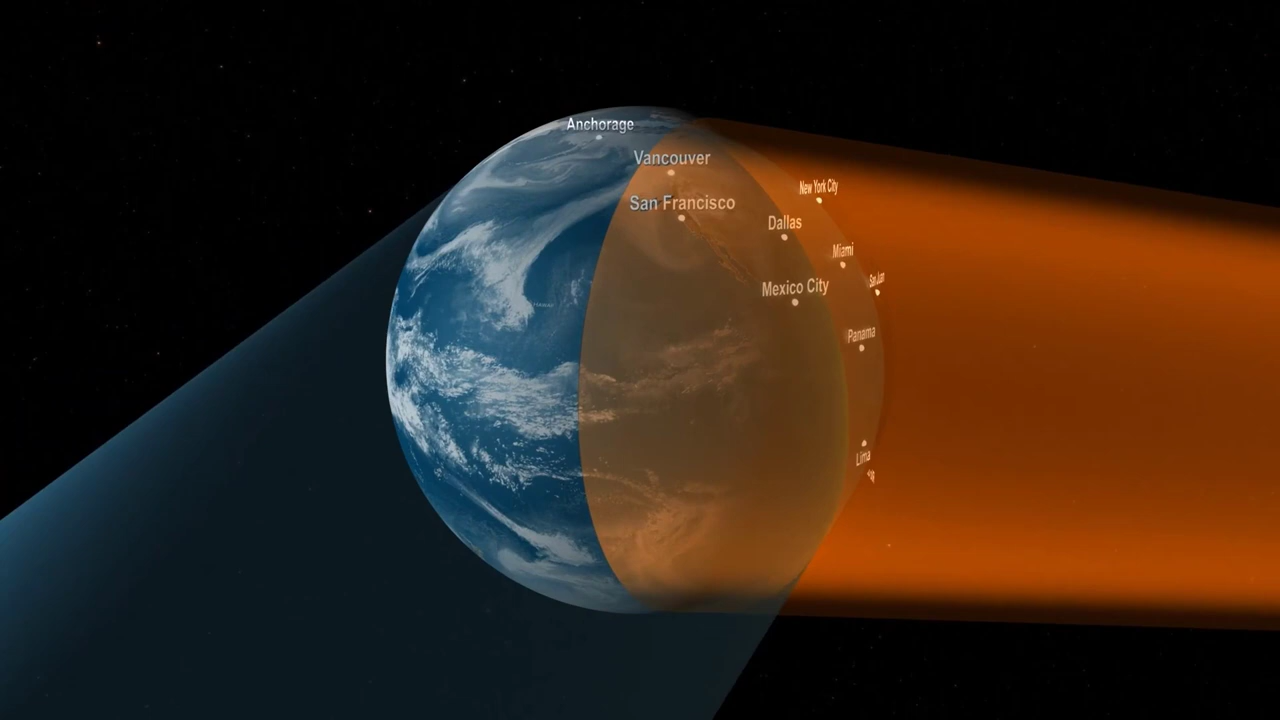 Anchorage
Vancouver
New York City
San Francisco
Dallas
Miami
San Juan
Mexico City
Panama
Lima